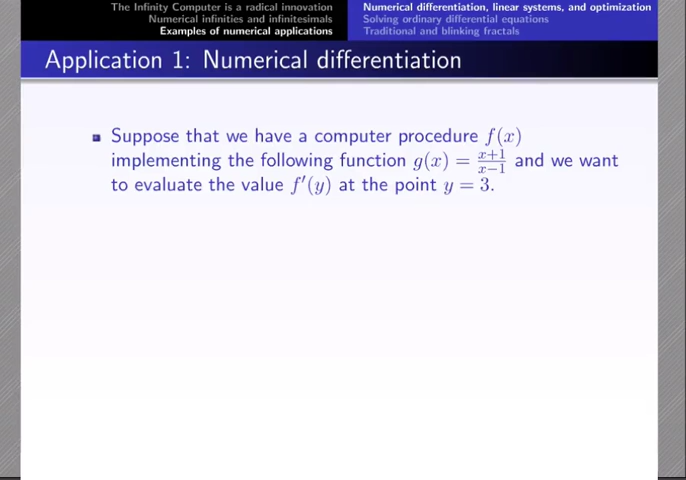 The Infinity Computer is a radical innovation
Numerical infinities and infinitesimals
Examples of numerical applications
Numerical differentiation, linear systems, and optimization
Solving ordinary differential equations
Traditional and blinking fractals
Application 1: Numerical differentiation
Suppose that we have a computer procedure f(x)
implementing the following function g(x) = \frac{x+1}{x−1} and we want
to evaluate the value f′(y) at the point y = 3.